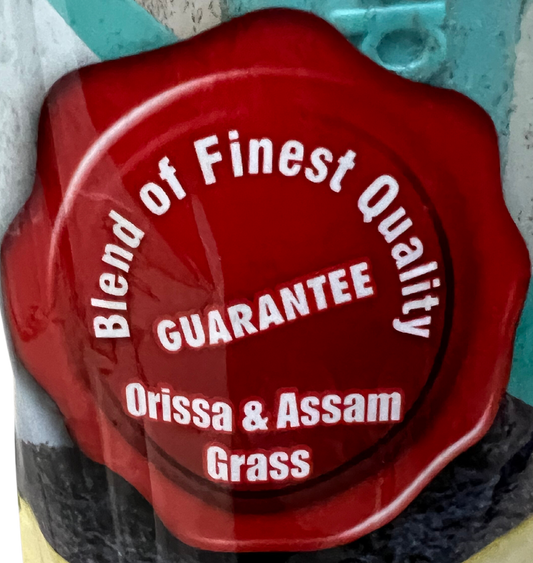 Blend of Finest Quality
GUARANTEE
Orissa & Assam
Grass